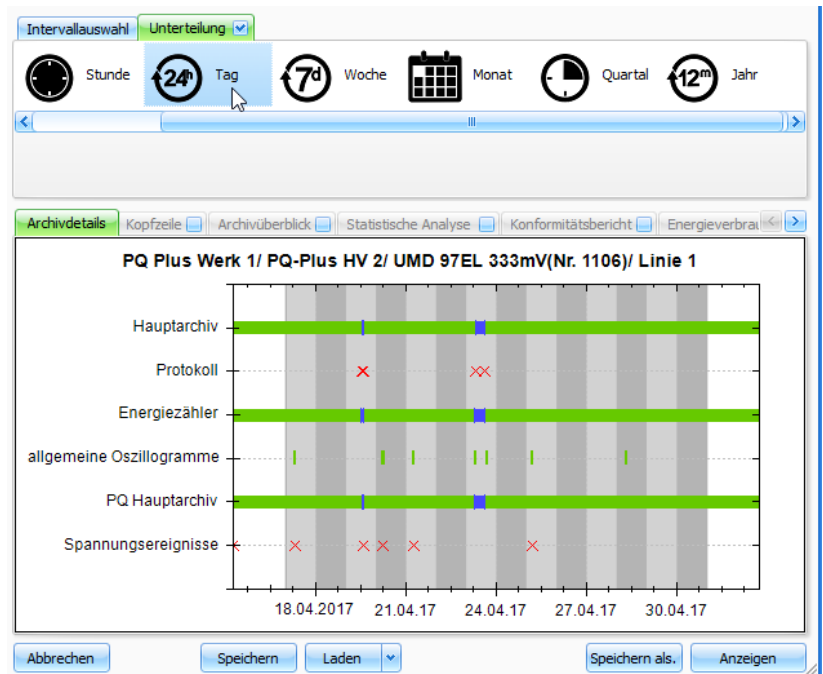 Intervallauswahl Unterteilung
Stunde 24h Tag 7d Woche Monat Quartal 12m Jahr
Archivdetails Kopfzeile Archivüberblick Statistische Analyse Konformitätsbericht Energieverbrau
PQ Plus Werk 1/ PQ-Plus HV 2/ UMD 97EL 333mV(Nr. 1106)/ Linie 1
Hauptarchiv
Protokoll
Energiezähler
allgemeine Oszillogramme
PQ Hauptarchiv
Spannungsereignisse
18.04.2017 21.04.17 24.04.17 27.04.17 30.04.17
Abbrechen Speichern Laden Speichern als. Anzeigen